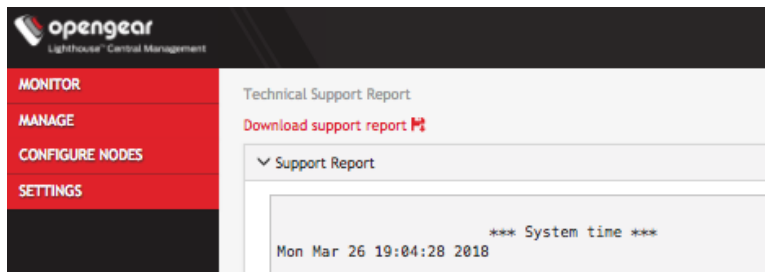 opengear
Lighthouse™ Central Management
MONITOR
MANAGE
CONFIGURE NODES
SETTINGS
Technical Support Report
Download support report
Support Report
*** System time ***
Mon Mar 26 19:04:28 2018